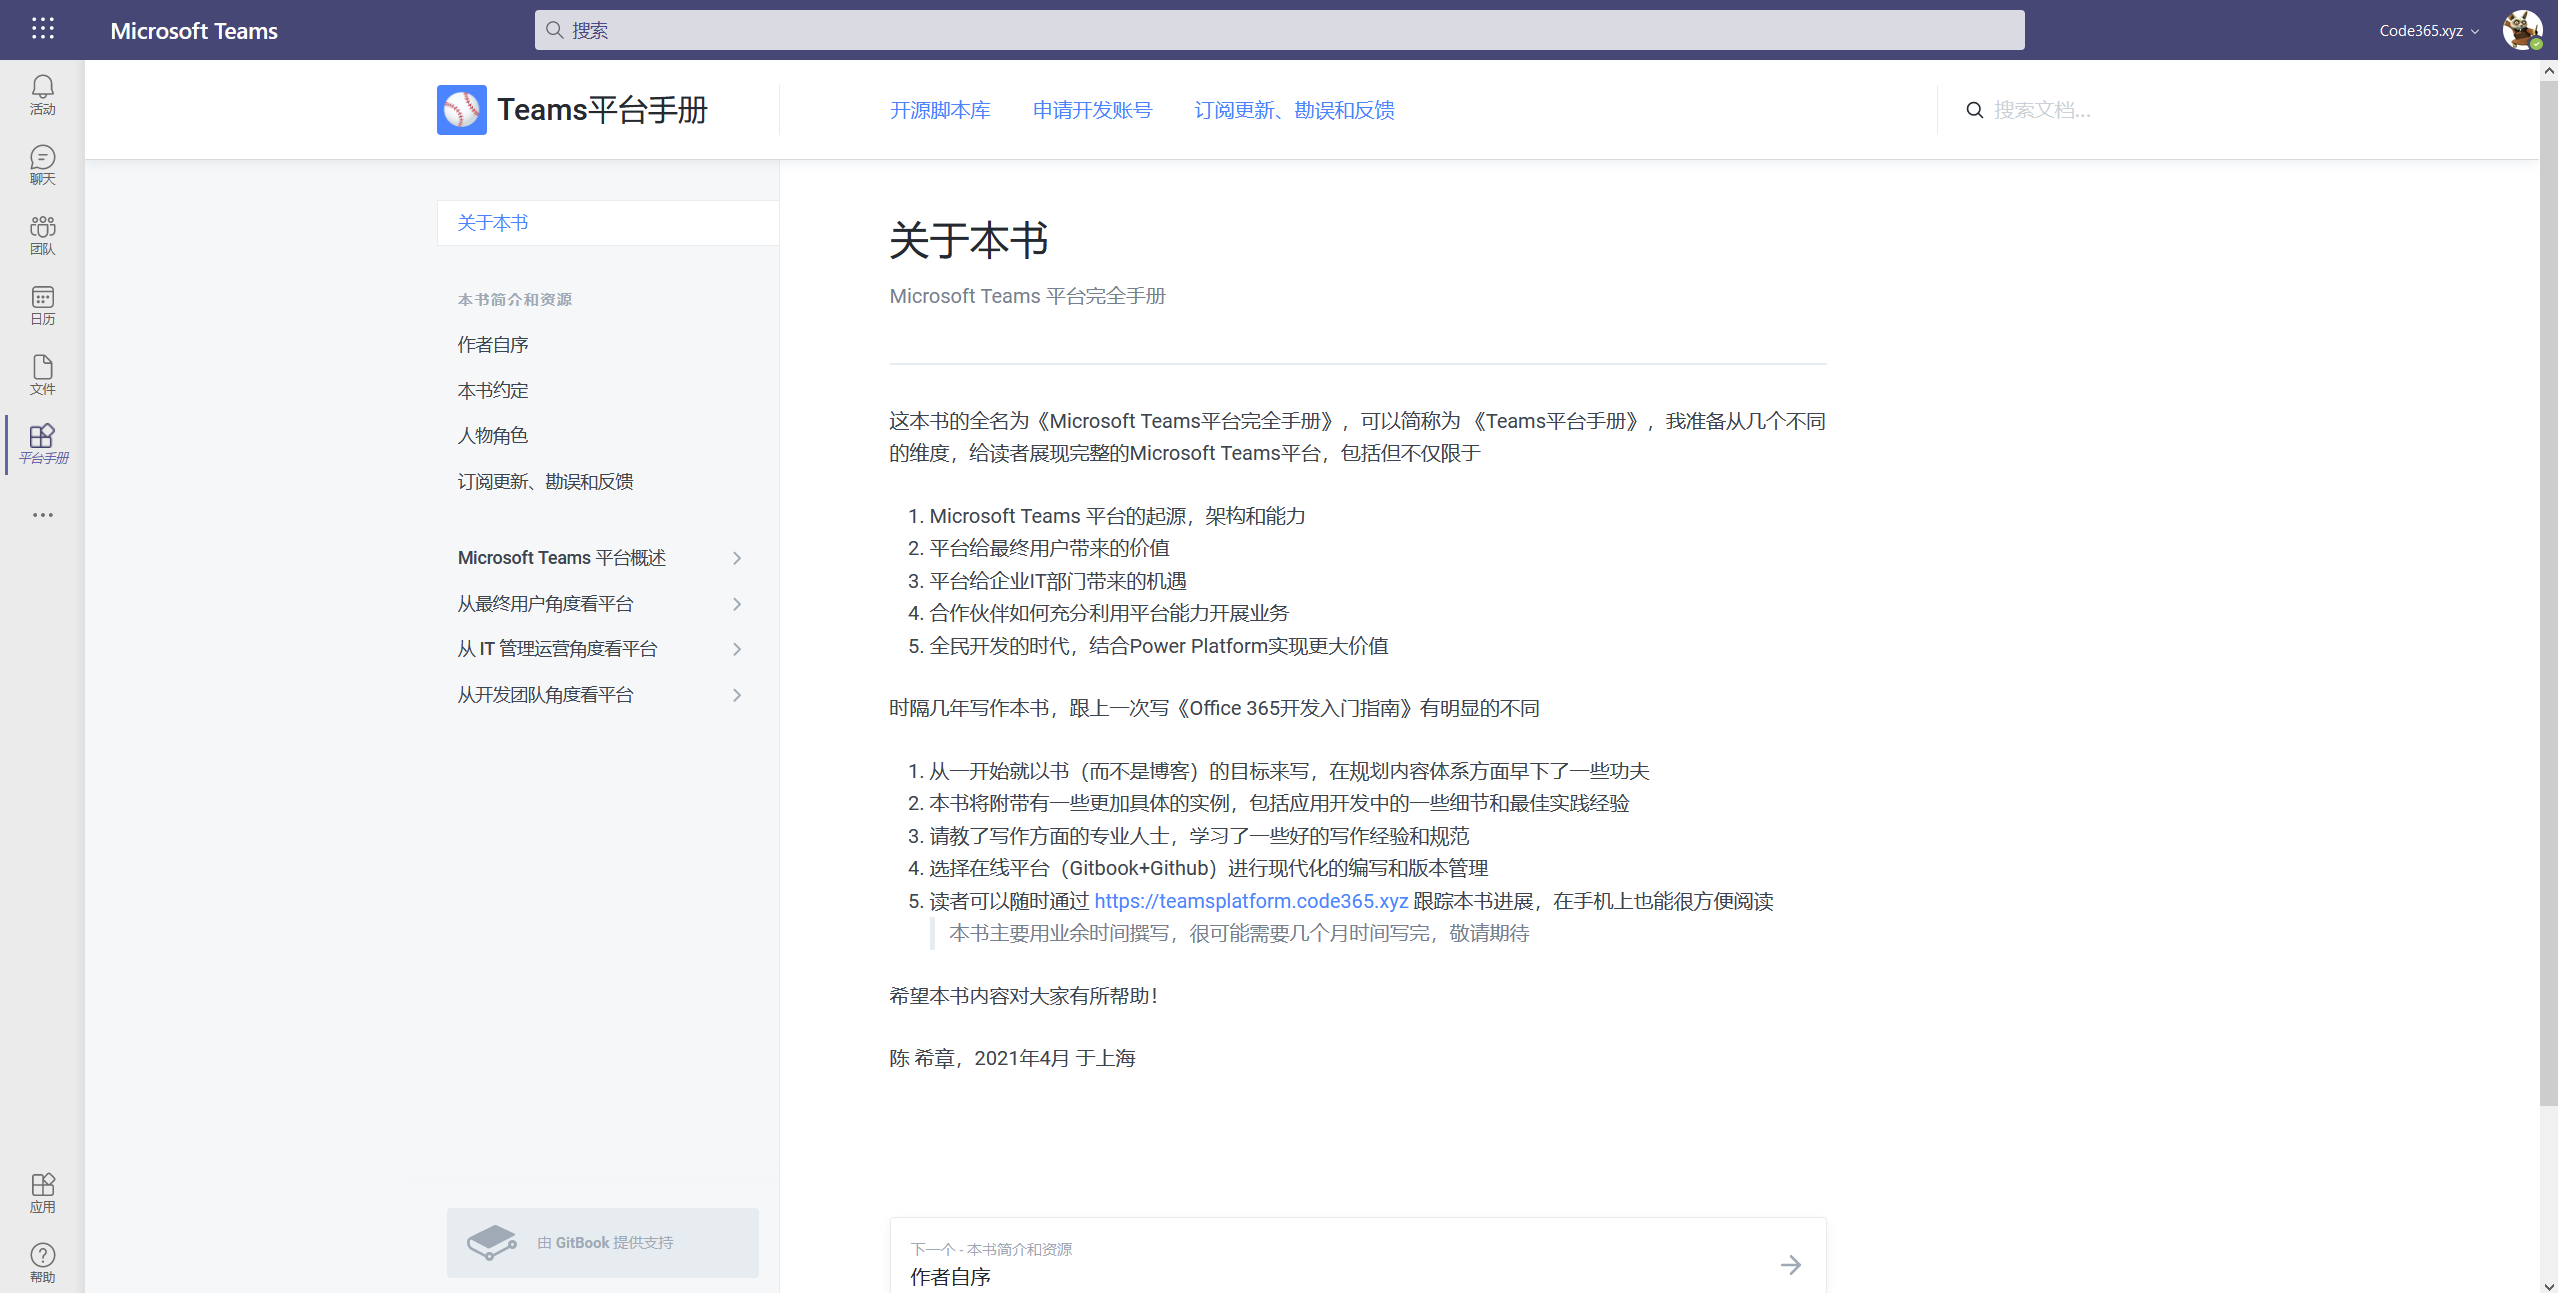 Microsoft Teams
搜索
Code365.xyz
活动
聊天
团队
日历
文件
平台手册
应用
帮助
Teams平台手册
开源脚本库
申请开发账号
订阅更新、勘误和反馈
搜索文档...
关于本书
本书简介和资源
作者自序
本书约定
人物角色
订阅更新、勘误和反馈
Microsoft Teams 平台概述
从最终用户角度看平台
从 IT 管理运营角度看平台
从开发团队角度看平台
由 GitBook 提供支持
关于本书
Microsoft Teams 平台完全手册
这本书的全名为《Microsoft Teams平台完全手册》，可以简称为 《Teams平台手册》，我准备从几个不同
的维度，给读者展现完整的Microsoft Teams平台，包括但不仅限于
1. Microsoft Teams 平台的起源，架构和能力
2. 平台给最终用户带来的价值
3. 平台给企业IT部门带来的机遇
4. 合作伙伴如何充分利用平台能力开展业务
5. 全民开发的时代，结合Power Platform实现更大价值
时隔几年写作本书，跟上一次写《Office 365开发入门指南》有明显的不同
1. 从一开始就以书（而不是博客）的目标来写，在规划内容体系方面早下了一些功夫
2. 本书将附带有一些更加具体的实例，包括应用开发中的一些细节和最佳实践经验
3. 请教了写作方面的专业人士，学习了一些好的写作经验和规范
4. 选择在线平台（Gitbook+Github）进行现代化的编写和版本管理
5. 读者可以随时通过 https://teamsplatform.code365.xyz 跟踪本书进展，在手机上也能很方便阅读
本书主要用业余时间撰写，很可能需要几个月时间写完，敬请期待
希望本书内容对大家有所帮助！
陈 希章，2021年4月 于上海
下一个 - 本书简介和资源
作者自序